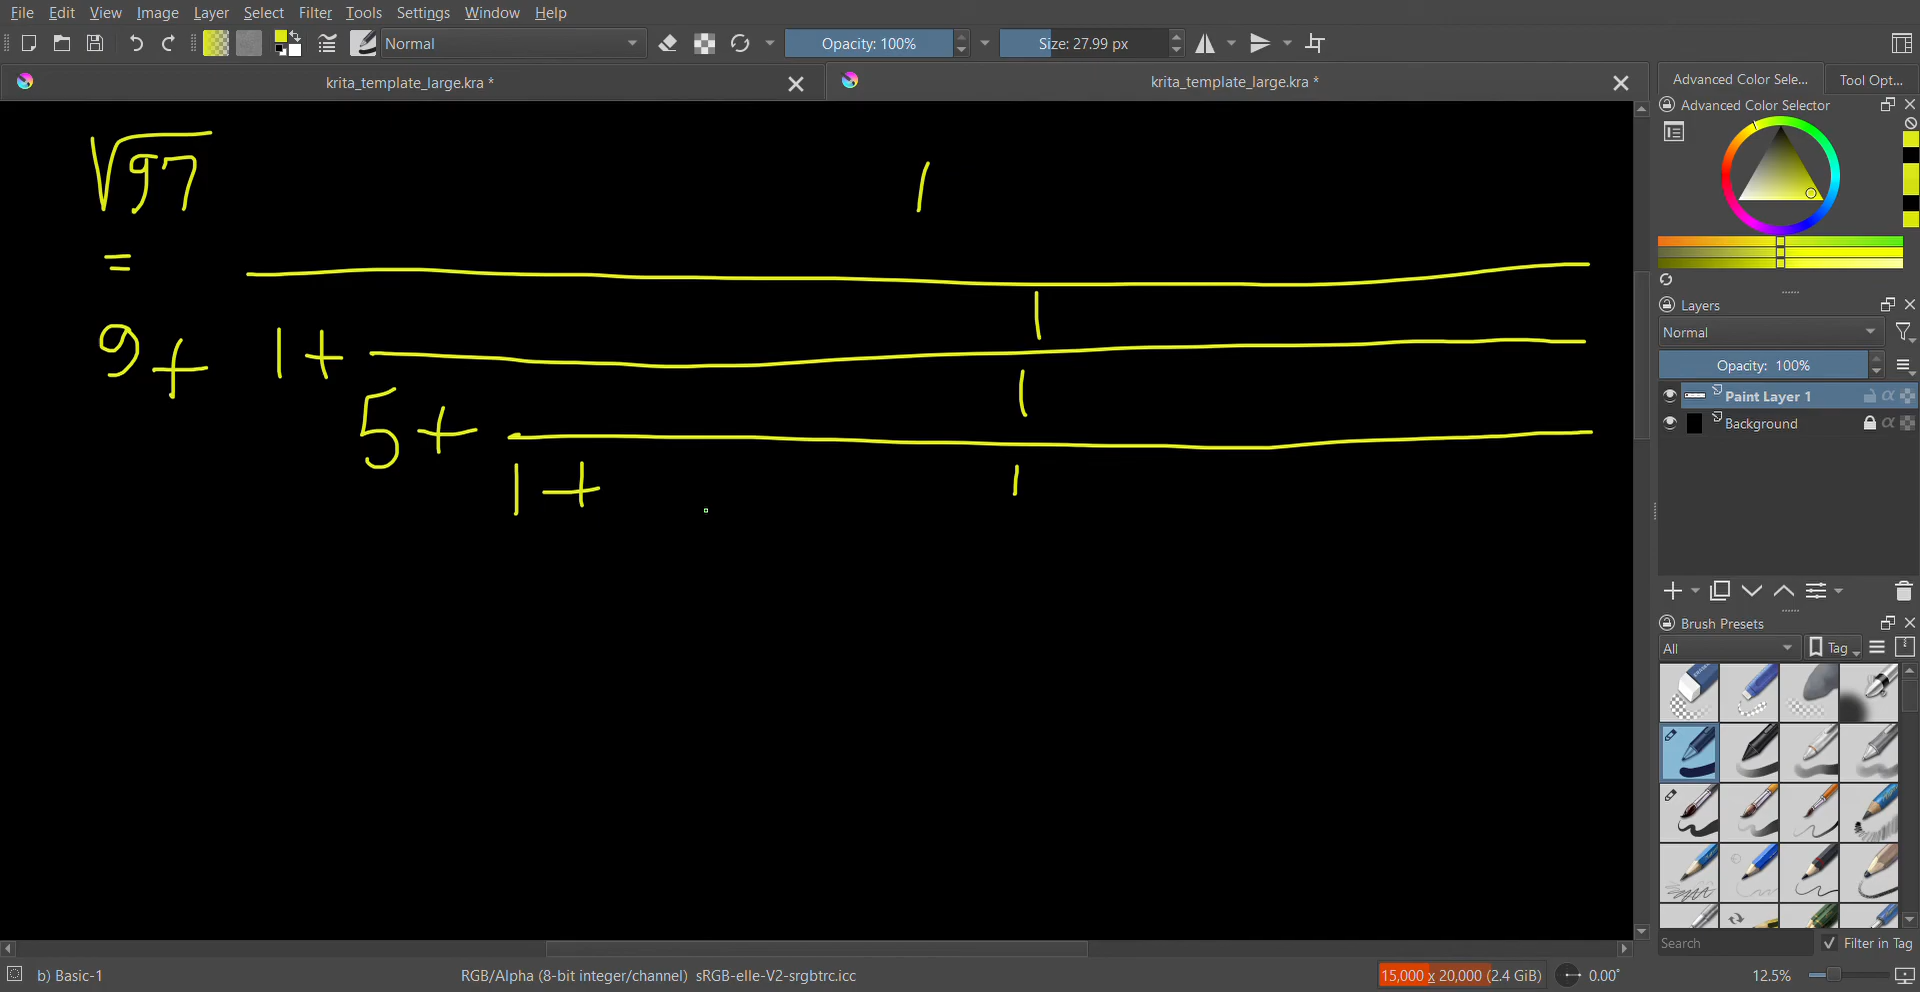 File Edit View Image Layer Select Filter Tools Settings Window Help
Normal Opacity: 100% Size: 27.99 px
krita_template_large.kra * krita_template_large.kra *
Advanced Color Sele... Tool Opt...
Advanced Color Selector
√97
1
=
9 + 1 +
1
5 +
1
1 +
1
Layers
Normal
Opacity: 100%
Paint Layer 1
Background
Brush Presets
All Tag
Search Filter in Tag
b) Basic-1 RGB/Alpha (8-bit integer/channel) sRGB-elle-V2-srgbtrc.icc 15,000 x 20,000 (2.4 GiB) 0.00° 12.5%